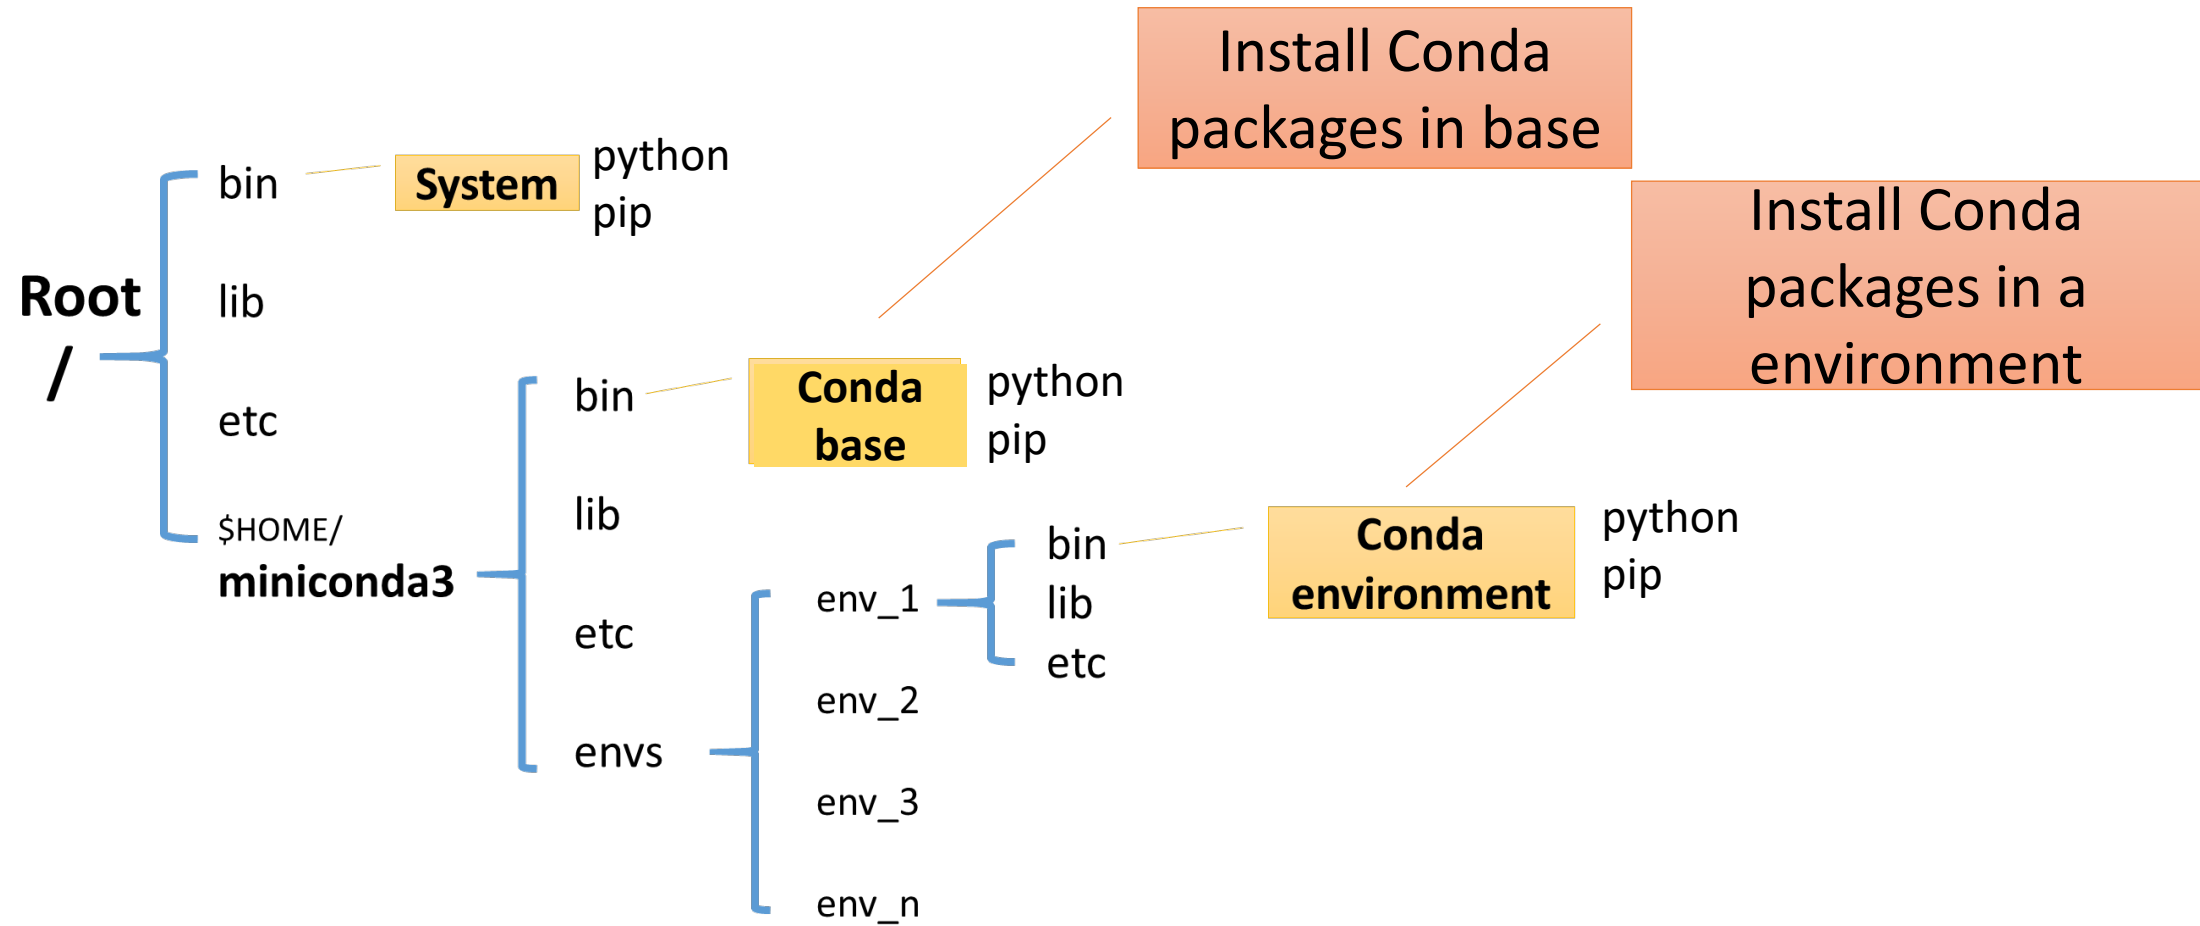 Install Conda
packages in base
Install Conda
packages in a
environment
Root
/
bin
System
python
pip
lib
etc
$HOME/
miniconda3
bin
Conda
base
python
pip
lib
etc
envs
env_1
env_2
env_3
env_n
bin
lib
etc
Conda
environment
python
pip